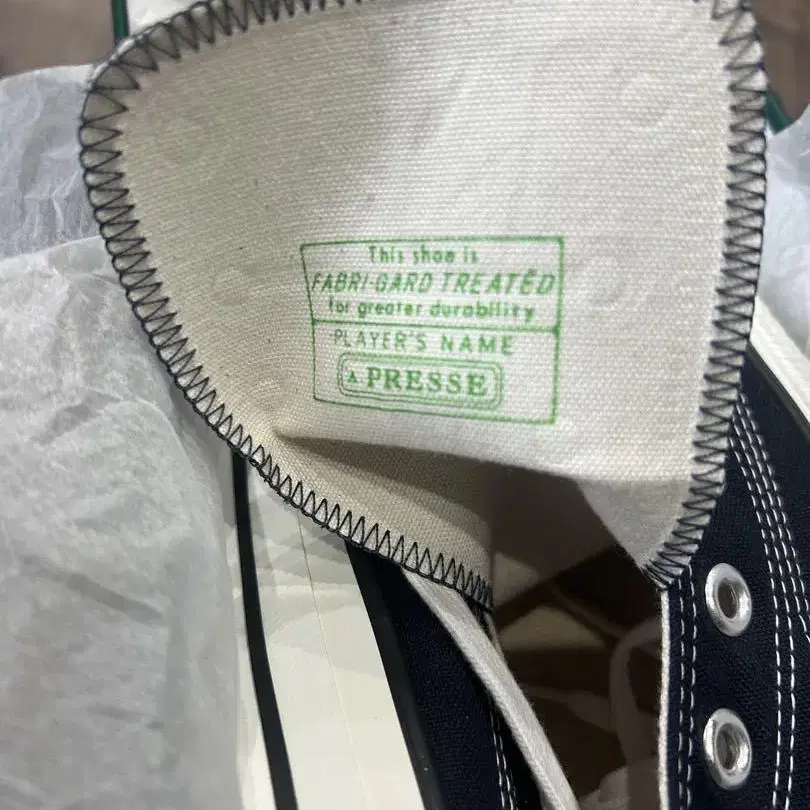 This shoe is
FABRI-GARD TREATED
for greater durability
PLAYER'S NAME
A PRESSE